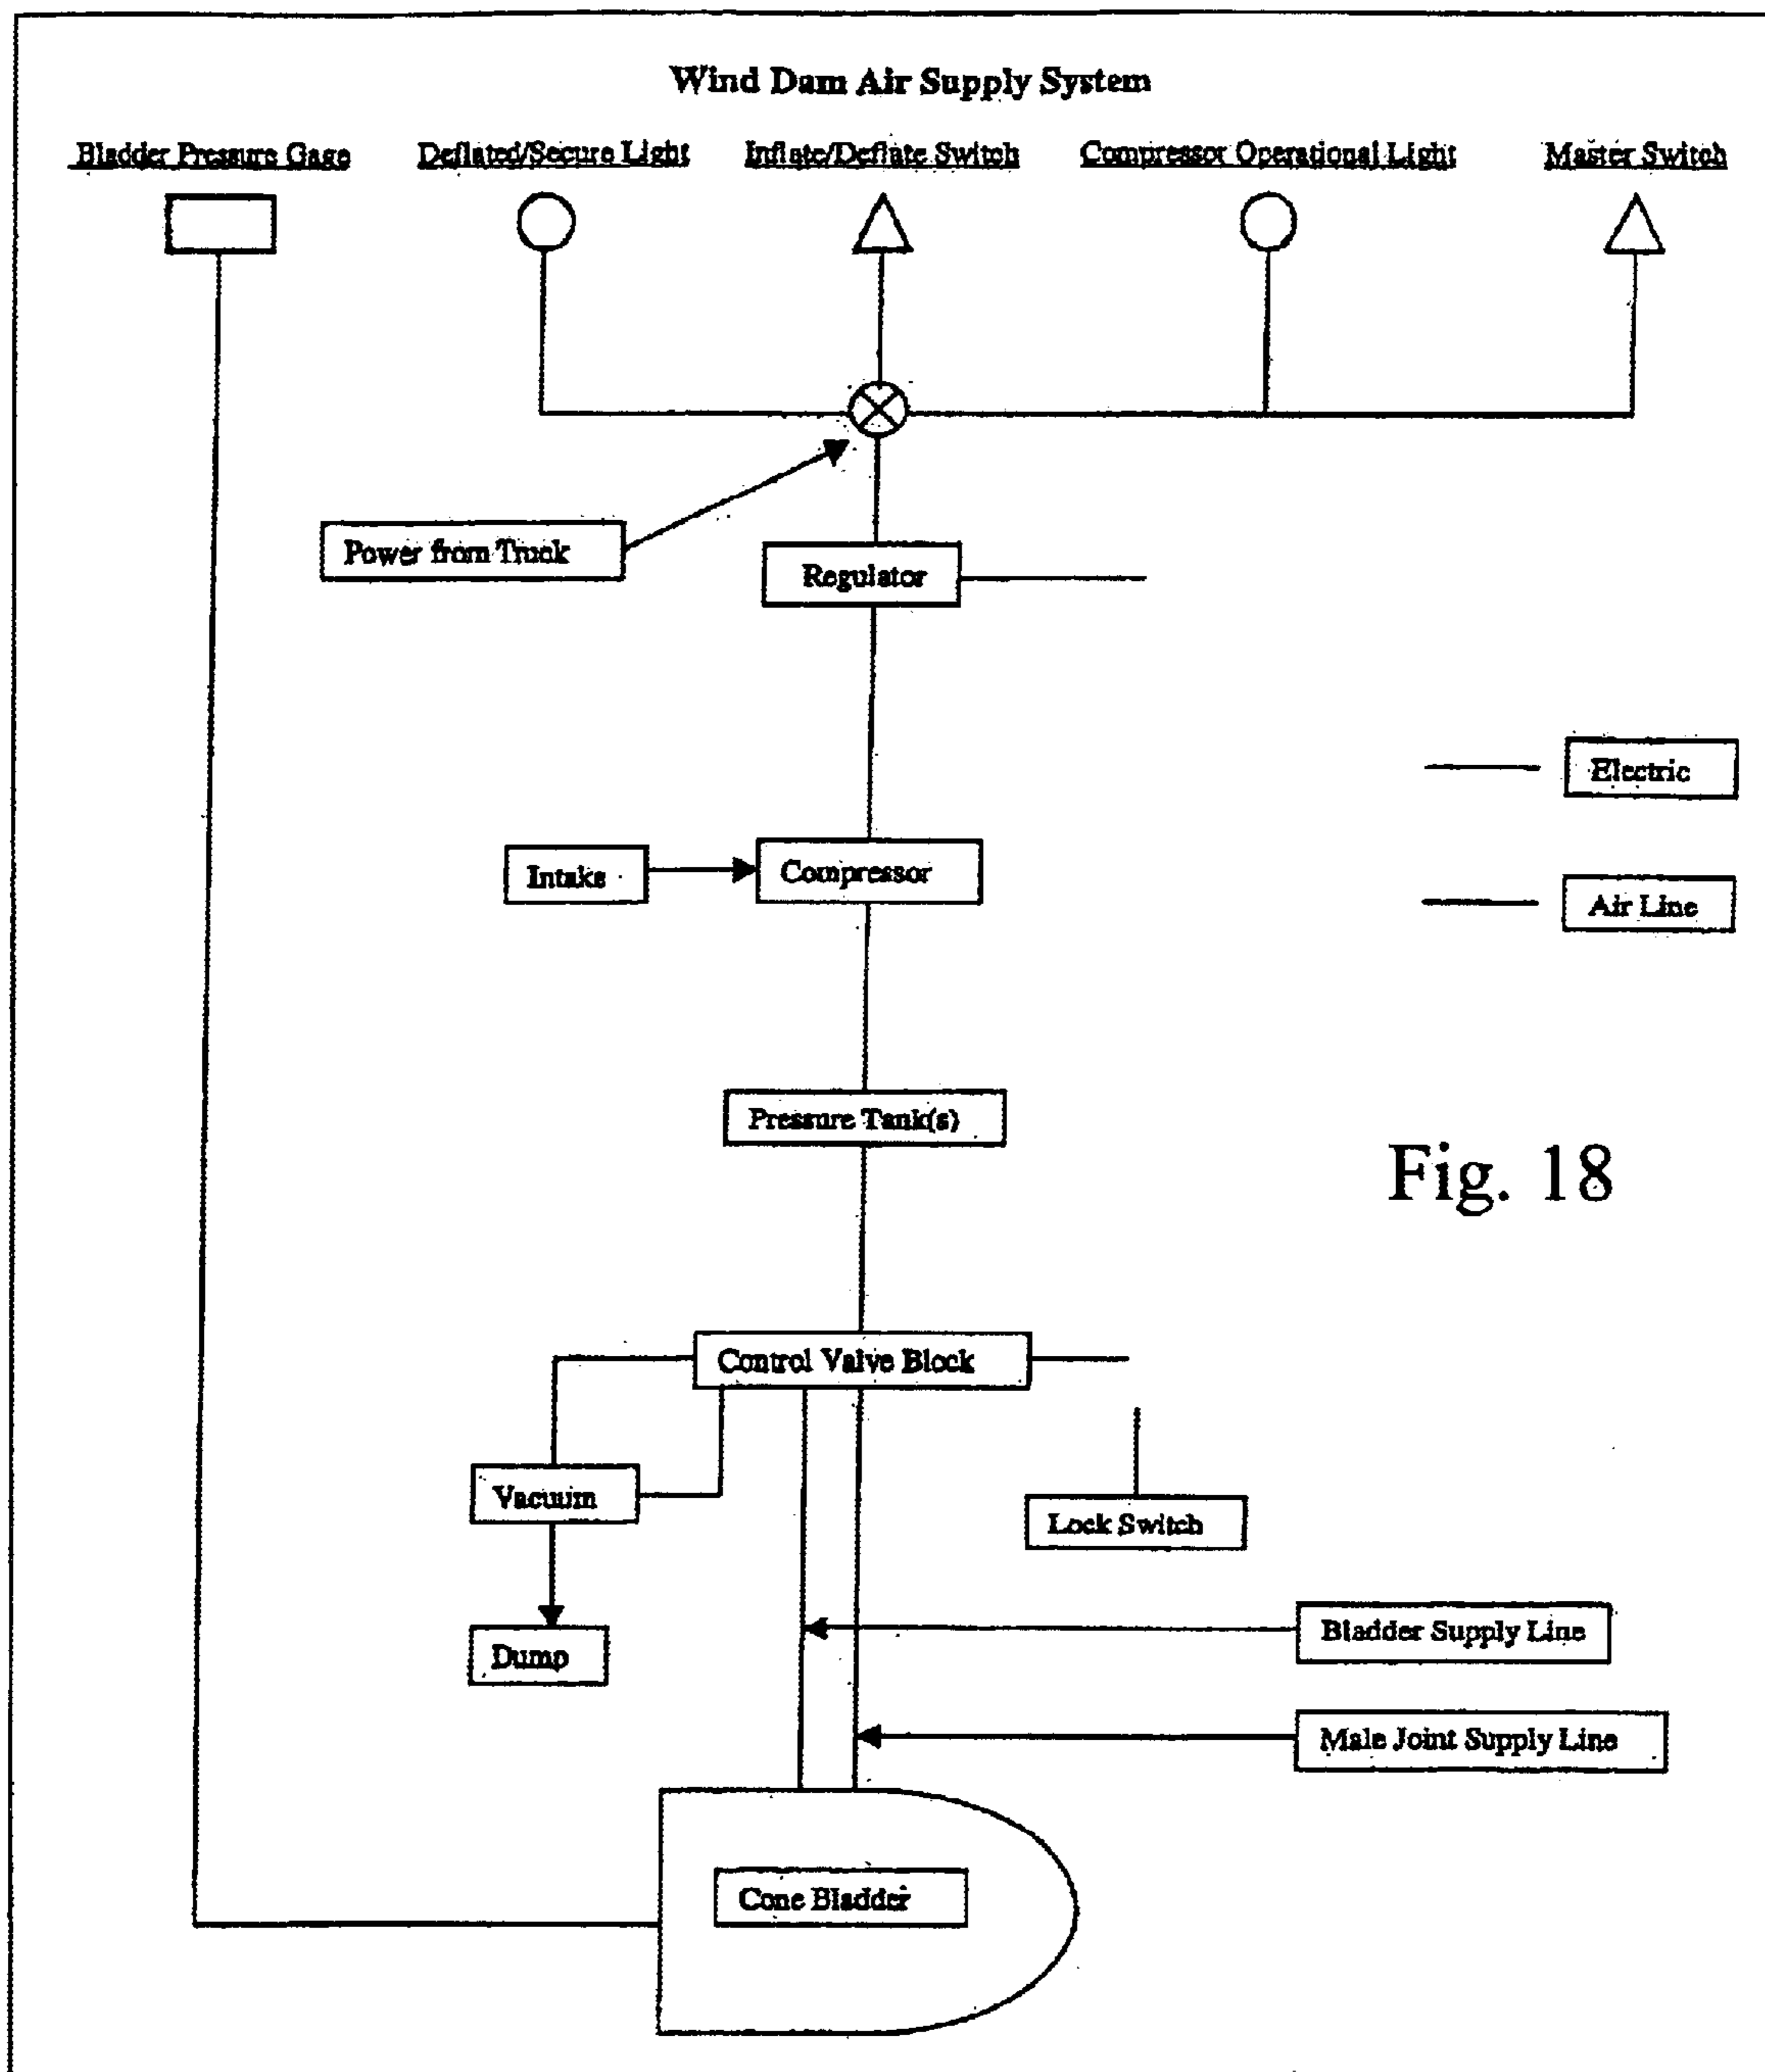 Wind Dam Air Supply System
Bladder Pressure Gage
Deflated/Secure Light
Inflate/Deflate Switch
Compressor Operational Light
Master Switch
Power from Truck
Regulator
Electric
Intake
Compressor
Air Line
Pressure Tank(s)
Fig. 18
Control Valve Block
Vacuum
Lock Switch
Bladder Supply Line
Dump
Male Joint Supply Line
Cone Bladder